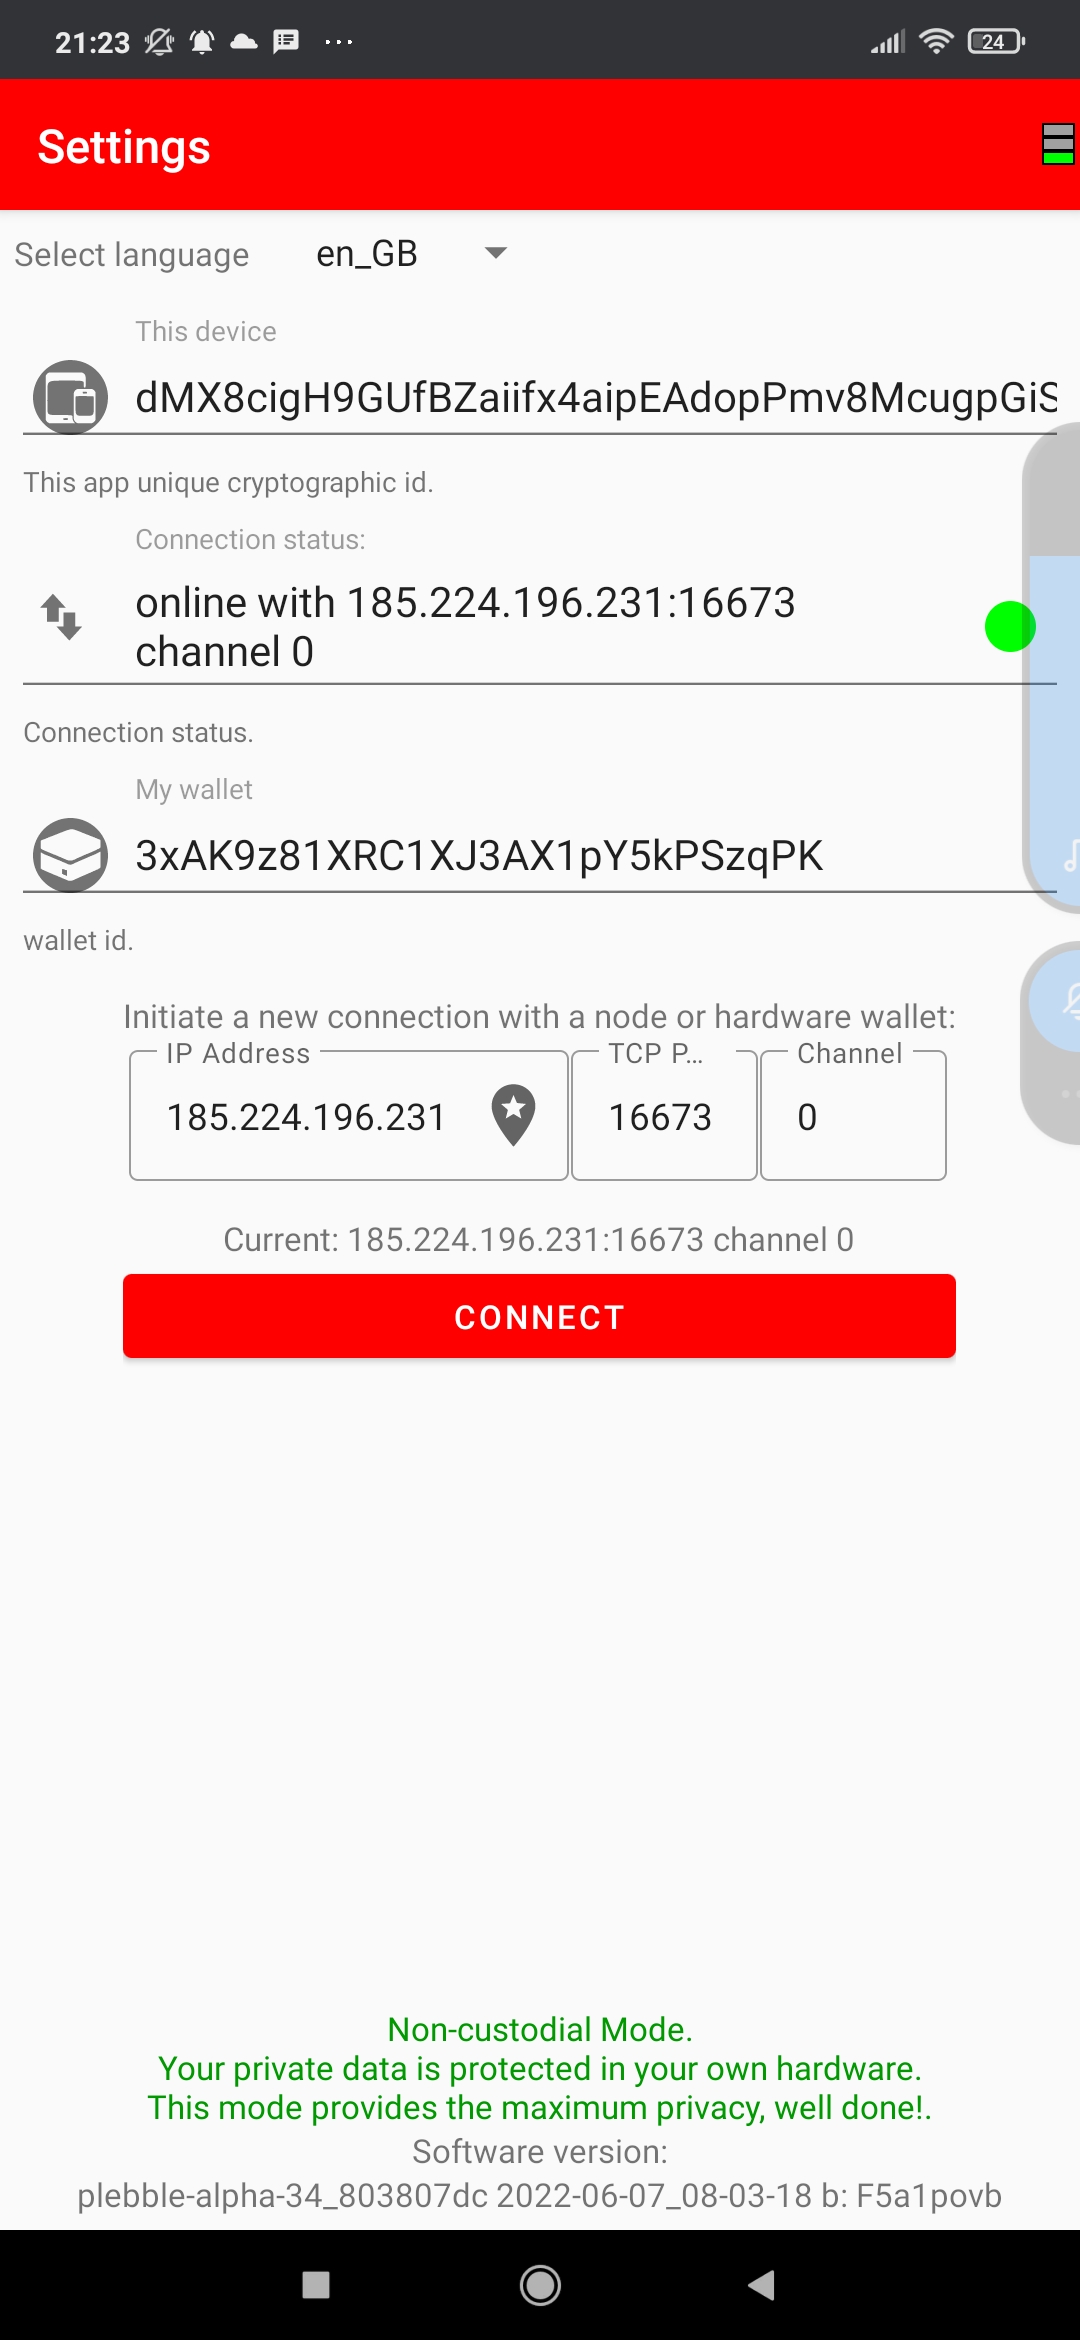 21:23
24
Settings
Select language en_GB
This device
dMX8cigH9GUfBZaiifx4aipEAdopPmv8McugpGiS
This app unique cryptographic id.
Connection status:
online with 185.224.196.231:16673
channel 0
Connection status.
My wallet
3xAK9z81XRC1XJ3AX1pY5kPSzqPK
wallet id.
Initiate a new connection with a node or hardware wallet:
IP Address TCP P... Channel
185.224.196.231 16673 0
Current: 185.224.196.231:16673 channel 0
CONNECT
Non-custodial Mode.
Your private data is protected in your own hardware.
This mode provides the maximum privacy, well done!.
Software version:
plebble-alpha-34_803807dc 2022-06-07_08-03-18 b: F5a1povb